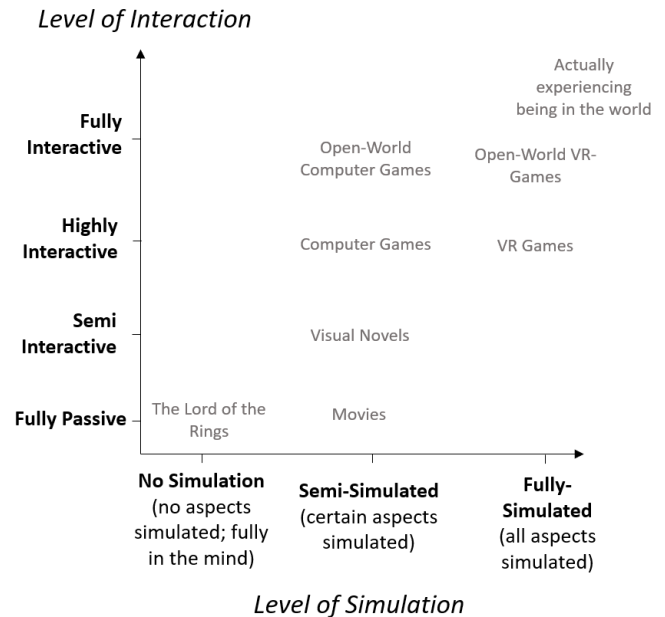 Level of Interaction
Actually
experiencing
being in the world
Fully
Interactive
Open-World
Computer Games
Open-World VR-
Games
Highly
Interactive
Computer Games
VR Games
Semi
Interactive
Visual Novels
Fully Passive
The Lord of the
Rings
Movies
No Simulation
(no aspects
simulated; fully
in the mind)
Semi-Simulated
(certain aspects
simulated)
Fully-
Simulated
(all aspects
simulated)
Level of Simulation